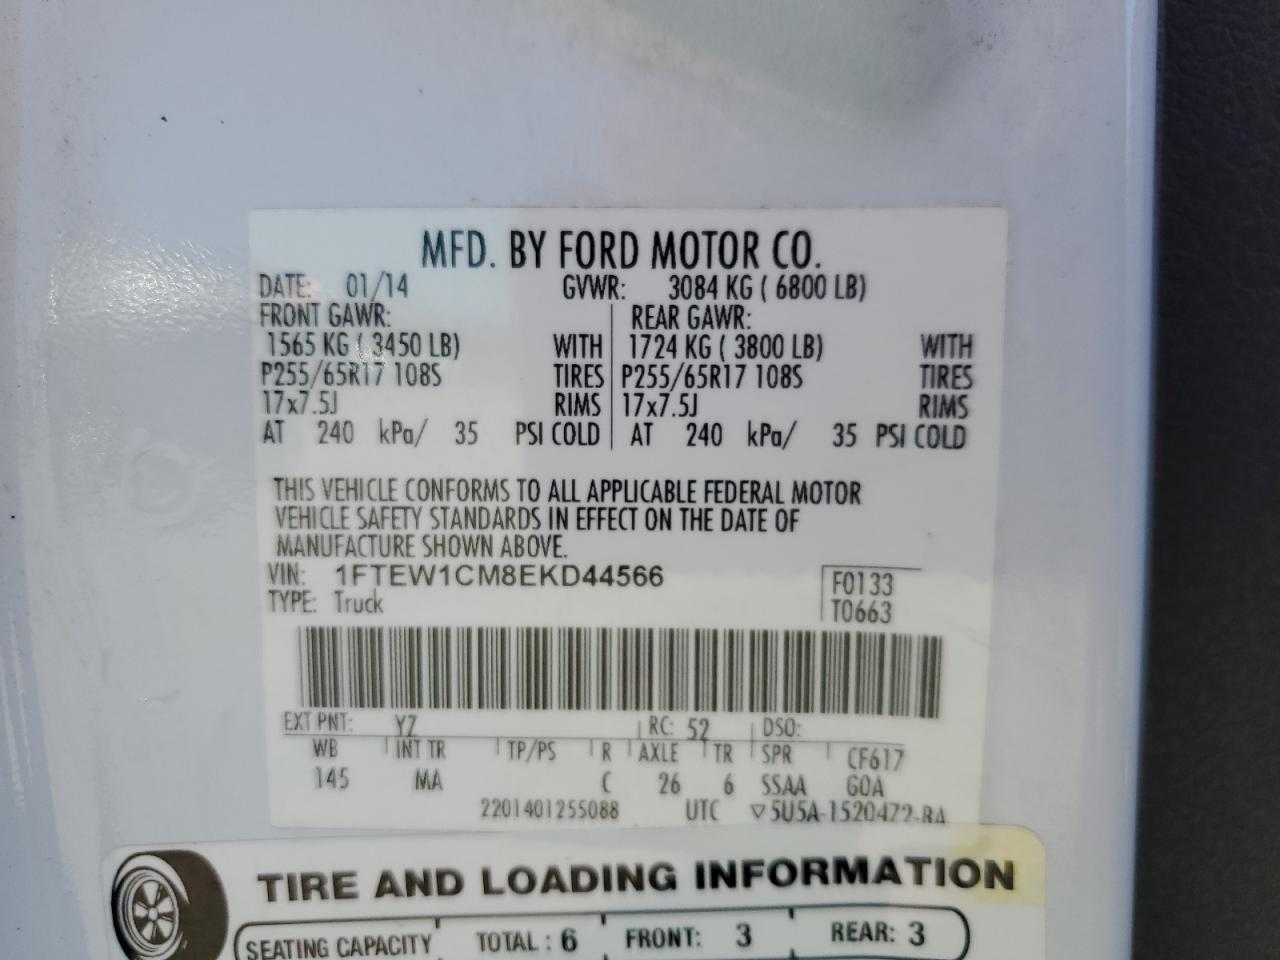 MFD. BY FORD MOTOR CO.
DATE: 01/14 GVWR: 3084 KG ( 6800 LB)
FRONT GAWR: REAR GAWR:
1565 KG ( 3450 LB) WITH 1724 KG ( 3800 LB) WITH
P255/65R17 108S TIRES P255/65R17 108S TIRES
17x7.5J RIMS 17x7.5J RIMS
AT 240 kPa/ 35 PSI COLD AT 240 kPa/ 35 PSI COLD
THIS VEHICLE CONFORMS TO ALL APPLICABLE FEDERAL MOTOR
VEHICLE SAFETY STANDARDS IN EFFECT ON THE DATE OF
MANUFACTURE SHOWN ABOVE.
VIN: 1FTEW1CM8EKD44566 F0133
TYPE: Truck T0663
EXT PNT: YZ RC: 52 DSO:
WB INT TR TP/PS R AXLE TR SPR CF617
145 MA C 26 6 SSAA GOA
2201401255088 UTC ▽5U5A-1520472-BA
TIRE AND LOADING INFORMATION
SEATING CAPACITY TOTAL : 6 FRONT: 3 REAR: 3